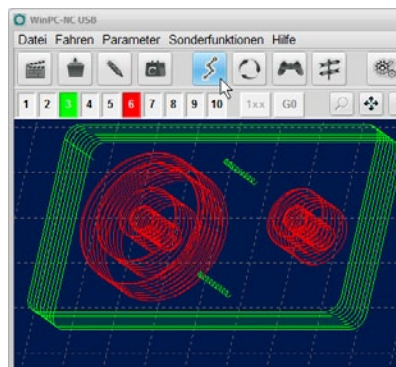 WinPC-NC USB
Datei Fahren Parameter Sonderfunktionen Hilfe
1 2 3 4 5 6 7 8 9 10 1xx G0